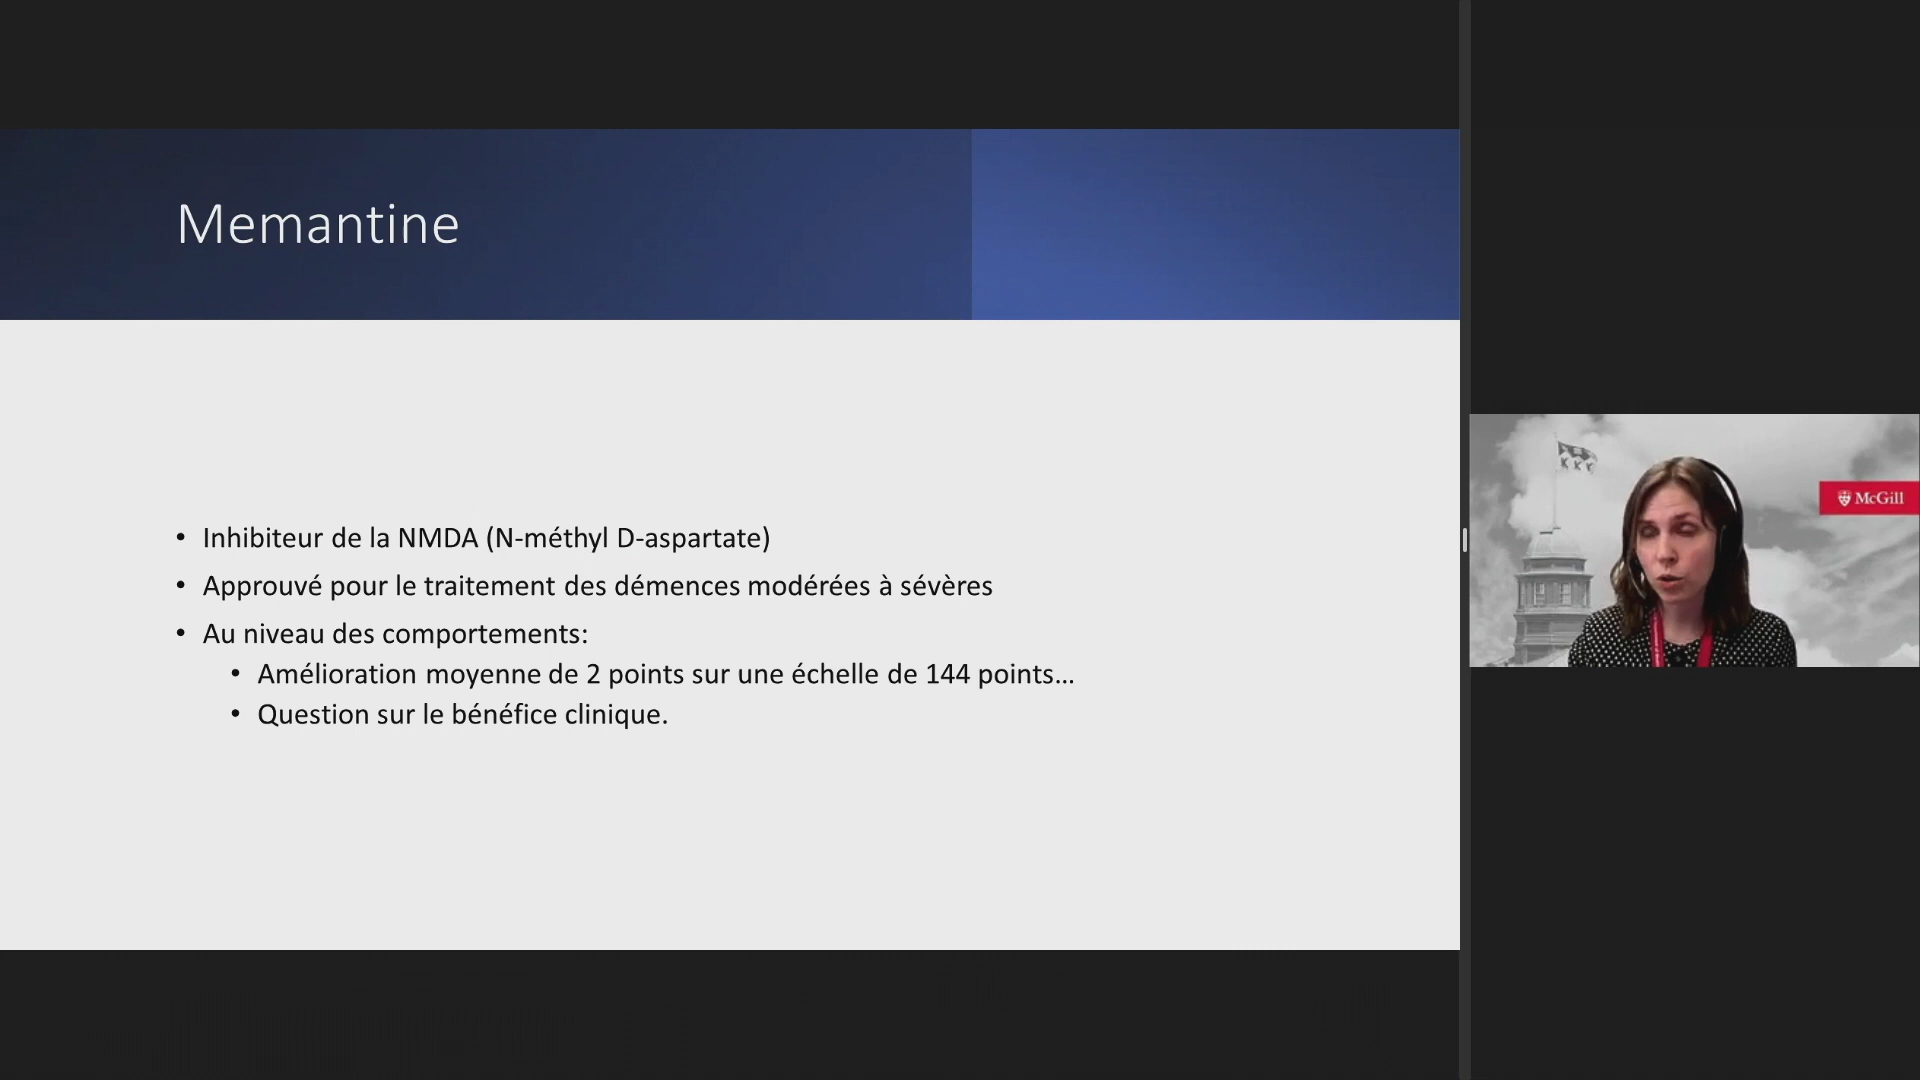 Memantine
• Inhibiteur de la NMDA (N-méthyl D-aspartate)
• Approuvé pour le traitement des démences modérées à sévères
• Au niveau des comportements:
• Amélioration moyenne de 2 points sur une échelle de 144 points...
• Question sur le bénéfice clinique.
McGill